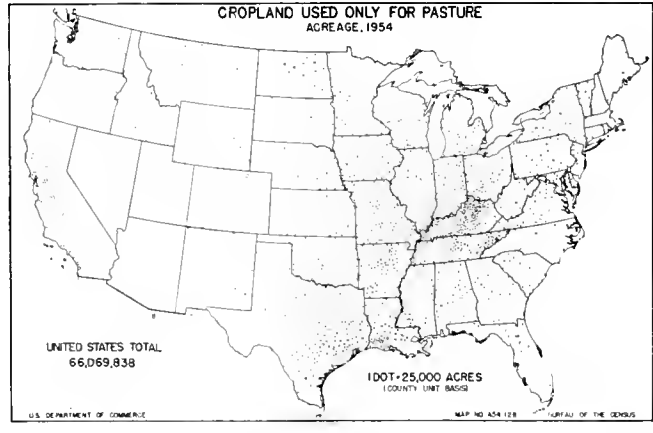 CROPLAND USED ONLY FOR PASTURE
ACREAGE, 1954
UNITED STATES TOTAL
66,069,838
1 DOT=25,000 ACRES
(COUNTY UNIT BASIS)
U.S. DEPARTMENT OF COMMERCE
MAP NO. A54-128
BUREAU OF THE CENSUS